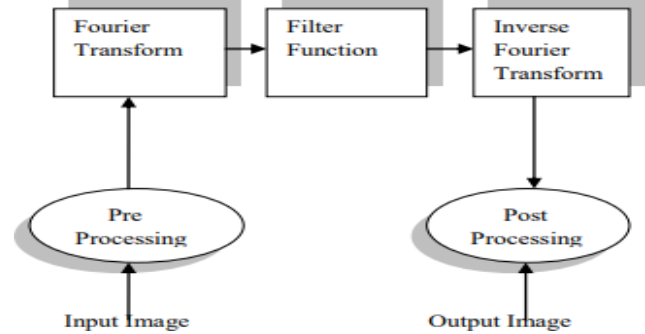 Fourier
Transform
Filter
Function
Inverse
Fourier
Transform
Pre
Processing
Post
Processing
Input Image
Output Image